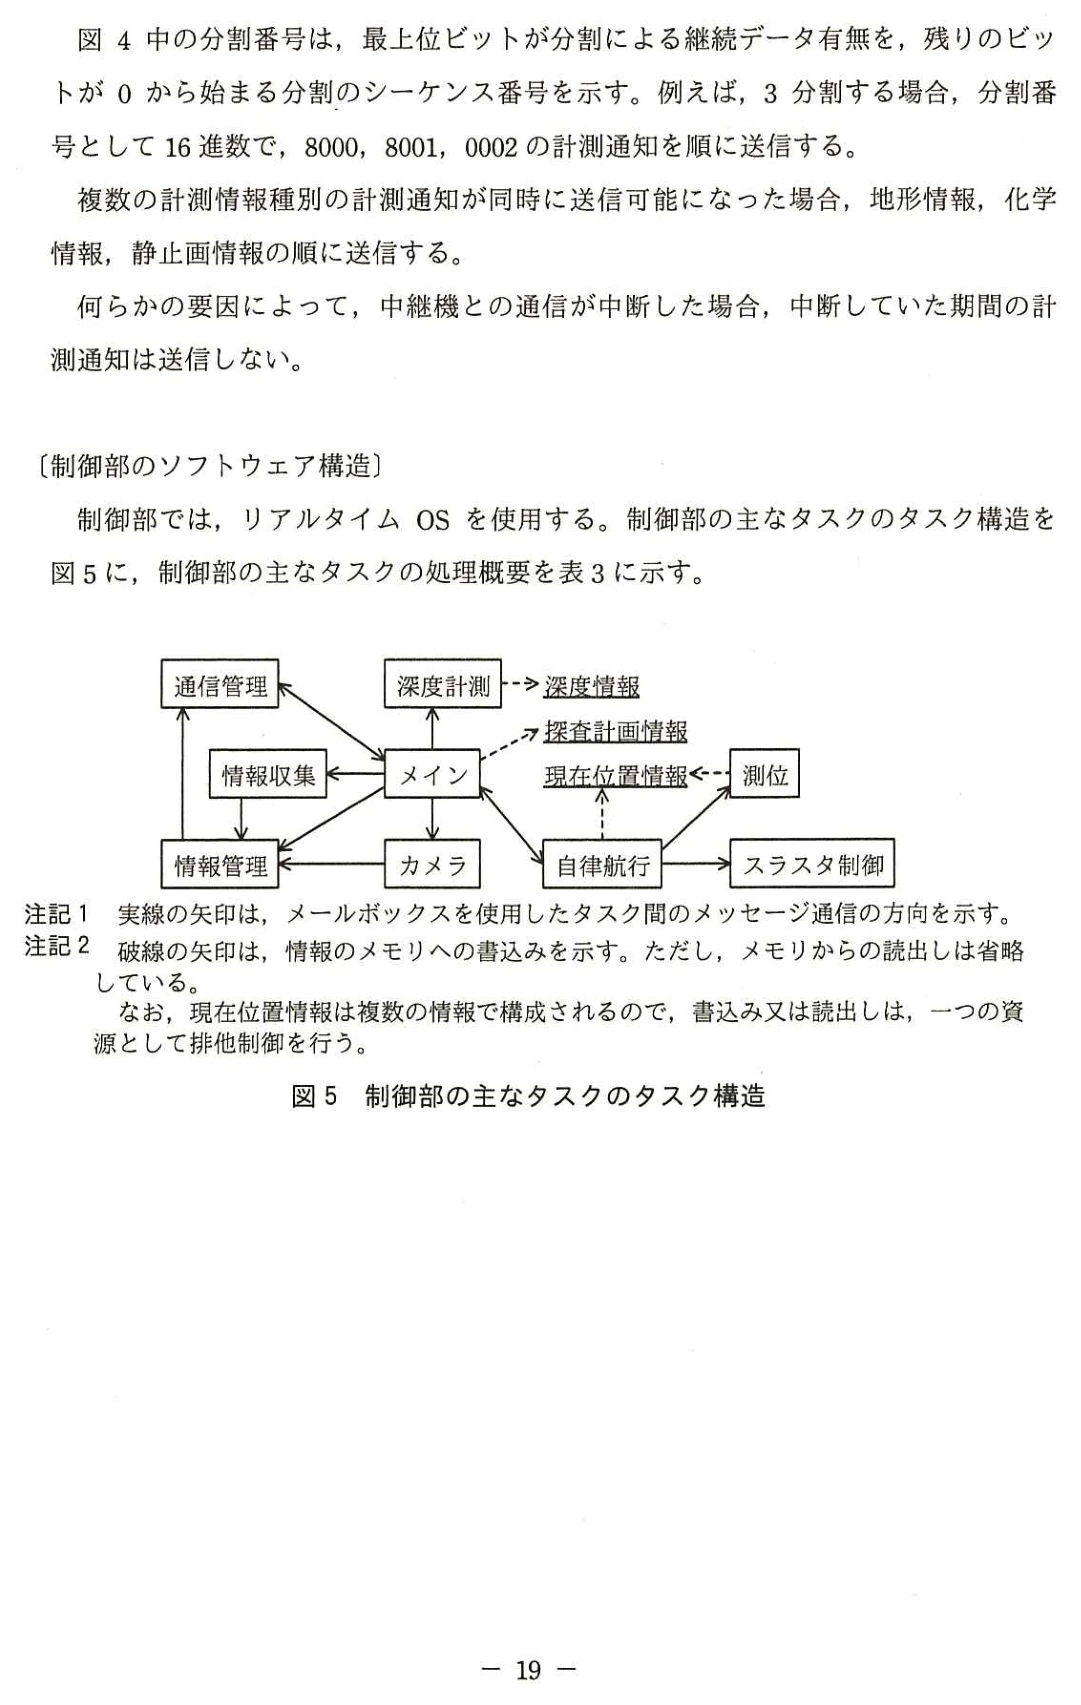 図 4 中の分割番号は，最上位ビットが分割による継続データ有無を，残りのビッ
トが 0 から始まる分割のシーケンス番号を示す。例えば，3 分割する場合，分割番
号として 16 進数で，8000，8001，0002 の計測通知を順に送信する。
複数の計測情報種別の計測通知が同時に送信可能になった場合，地形情報，化学
情報，静止画情報の順に送信する。
何らかの要因によって，中継機との通信が中断した場合，中断していた期間の計
測通知は送信しない。
〔制御部のソフトウェア構造〕
制御部では，リアルタイム OS を使用する。制御部の主なタスクのタスク構造を
図 5 に，制御部の主なタスクの処理概要を表 3 に示す。
通信管理 深度計測 深度情報
探査計画情報
情報収集 メイン 現在位置情報 測位
情報管理 カメラ 自律航行 スラスタ制御
注記 1 実線の矢印は，メールボックスを使用したタスク間のメッセージ通信の方向を示す。
注記 2 破線の矢印は，情報のメモリへの書込みを示す。ただし，メモリからの読出しは省略
している。
なお，現在位置情報は複数の情報で構成されるので，書込み又は読出しは，一つの資
源として排他制御を行う。
図 5 制御部の主なタスクのタスク構造
－ 19 －